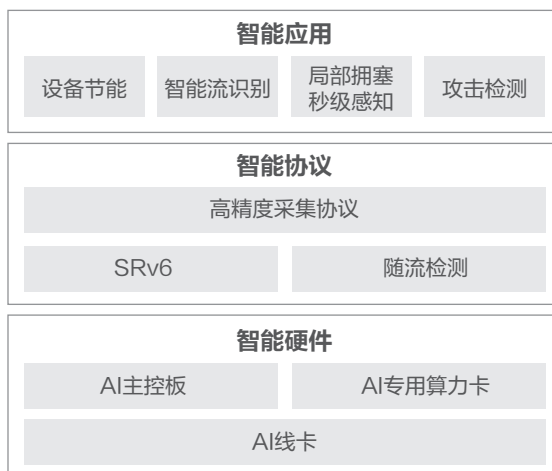 智能应用
设备节能
智能流识别
局部拥塞
秒级感知
攻击检测
智能协议
高精度采集协议
SRv6
随流检测
智能硬件
AI主控板
AI专用算力卡
AI线卡